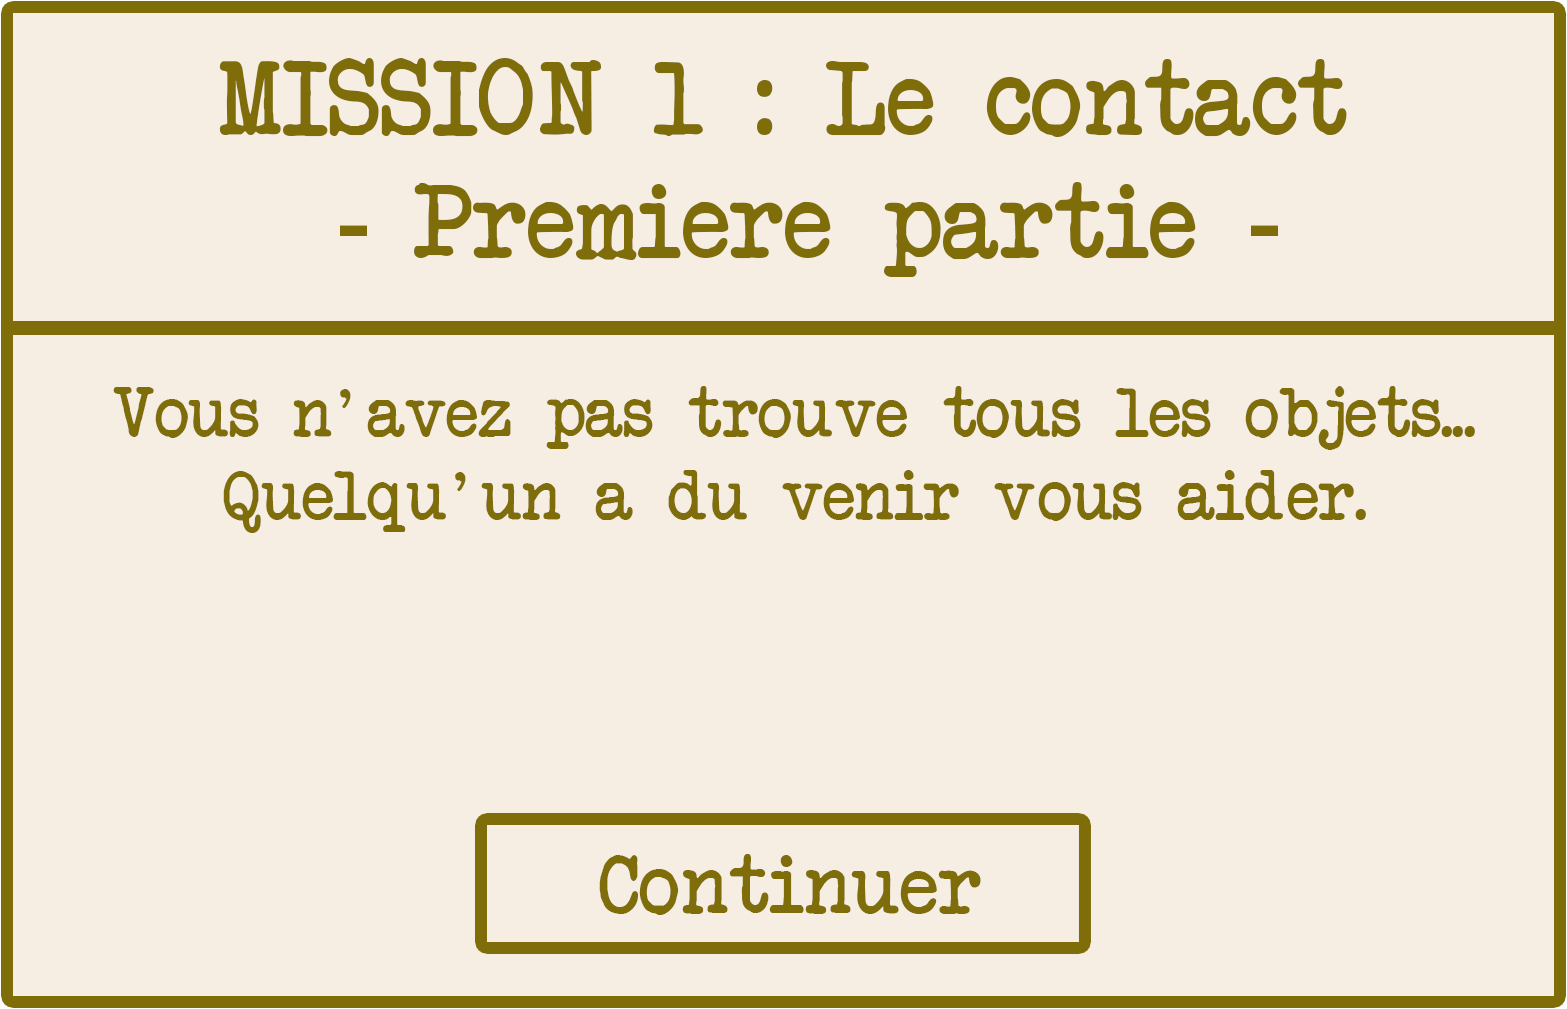 MISSION 1 : Le contact
- Premiere partie -
Vous n'avez pas trouve tous les objets...
Quelqu'un a du venir vous aider.
Continuer